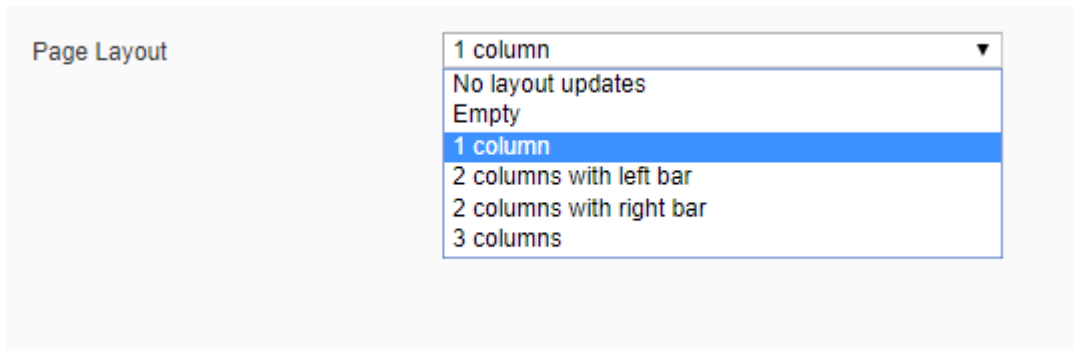 Page Layout
1 column
No layout updates
Empty
1 column
2 columns with left bar
2 columns with right bar
3 columns